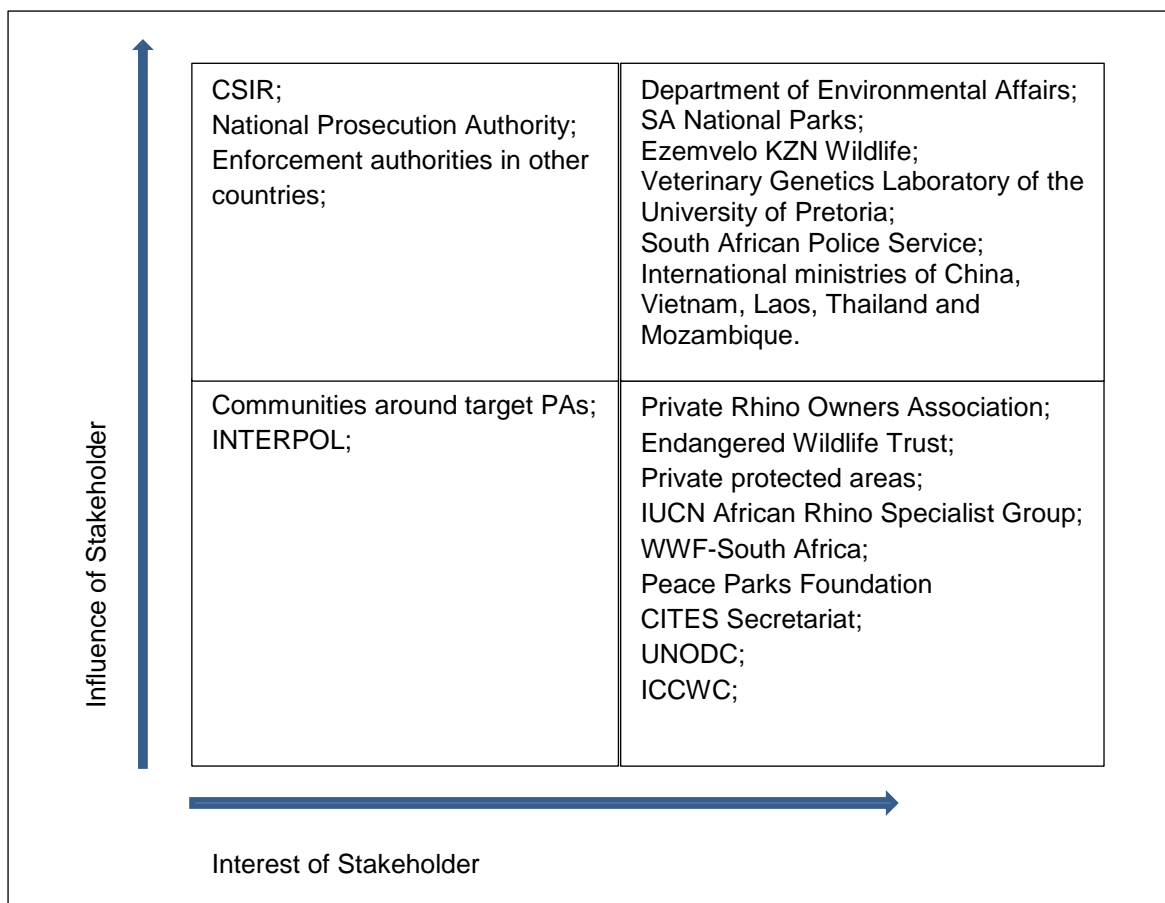 CSIR;
National Prosecution Authority;
Enforcement authorities in other
countries;
Department of Environmental Affairs;
SA National Parks;
Ezemvelo KZN Wildlife;
Veterinary Genetics Laboratory of the
University of Pretoria;
South African Police Service;
International ministries of China,
Vietnam, Laos, Thailand and
Mozambique.
Communities around target PAs;
INTERPOL;
Private Rhino Owners Association;
Endangered Wildlife Trust;
Private protected areas;
IUCN African Rhino Specialist Group;
WWF-South Africa;
Peace Parks Foundation
CITES Secretariat;
UNODC;
ICCWC;
Influence of Stakeholder
Interest of Stakeholder